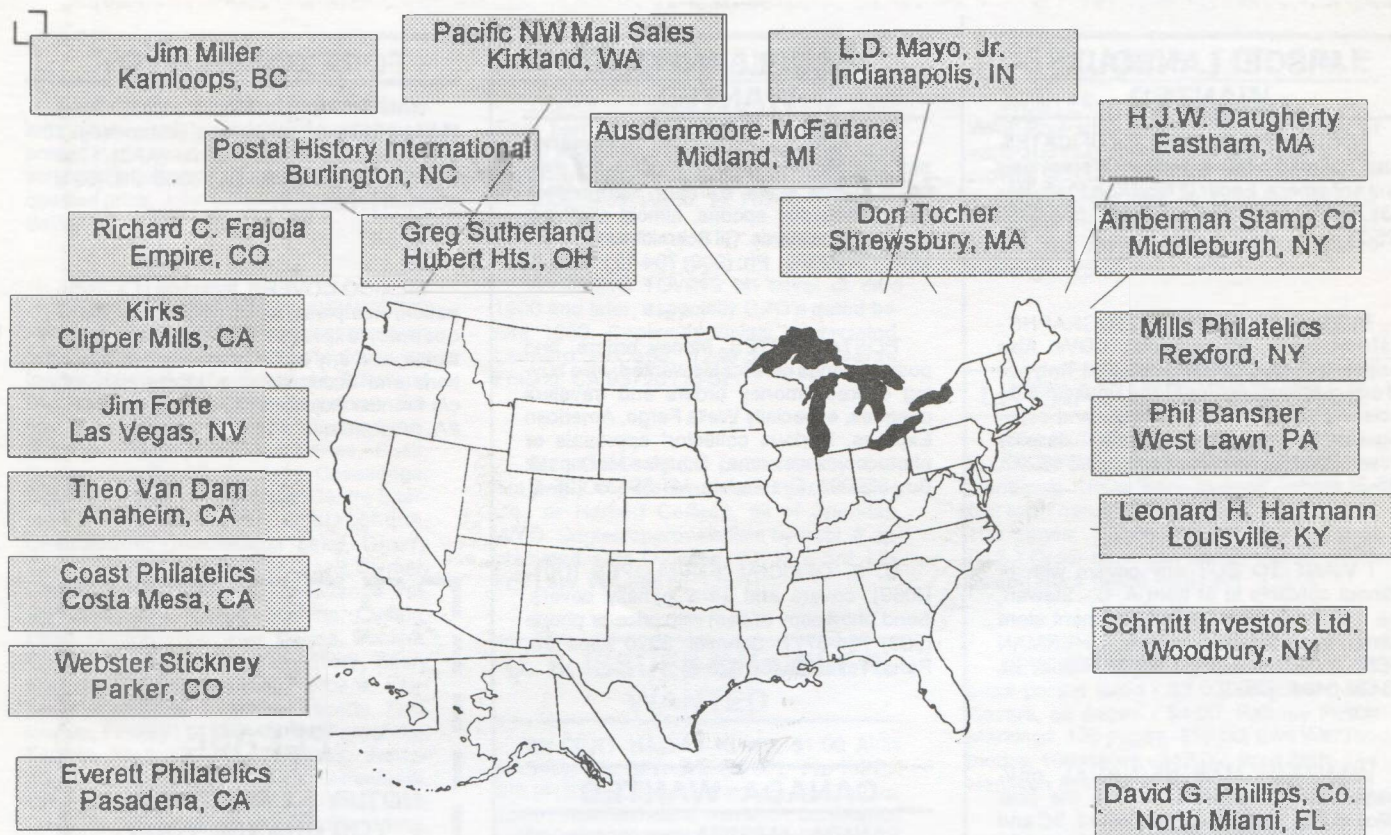 Jim Miller
Kamloops, BC
Pacific NW Mail Sales
Kirkland, WA
L.D. Mayo, Jr.
Indianapolis, IN
H.J.W. Daugherty
Eastham, MA
Ausdenmoore-McFarlane
Midland, MI
Postal History International
Burlington, NC
Richard C. Frajola
Empire, CO
Greg Sutherland
Hubert Hts., OH
Don Tocher
Shrewsbury, MA
Amberman Stamp Co
Middleburgh, NY
Kirks
Clipper Mills, CA
Mills Philatelics
Rexford, NY
Jim Forte
Las Vegas, NV
Phil Bansner
West Lawn, PA
Theo Van Dam
Anaheim, CA
Leonard H. Hartmann
Louisville, KY
Coast Philatelics
Costa Mesa, CA
Schmitt Investors Ltd.
Woodbury, NY
Webster Stickney
Parker, CO
Everett Philatelics
Pasadena, CA
David G. Phillips, Co.
North Miami, FL